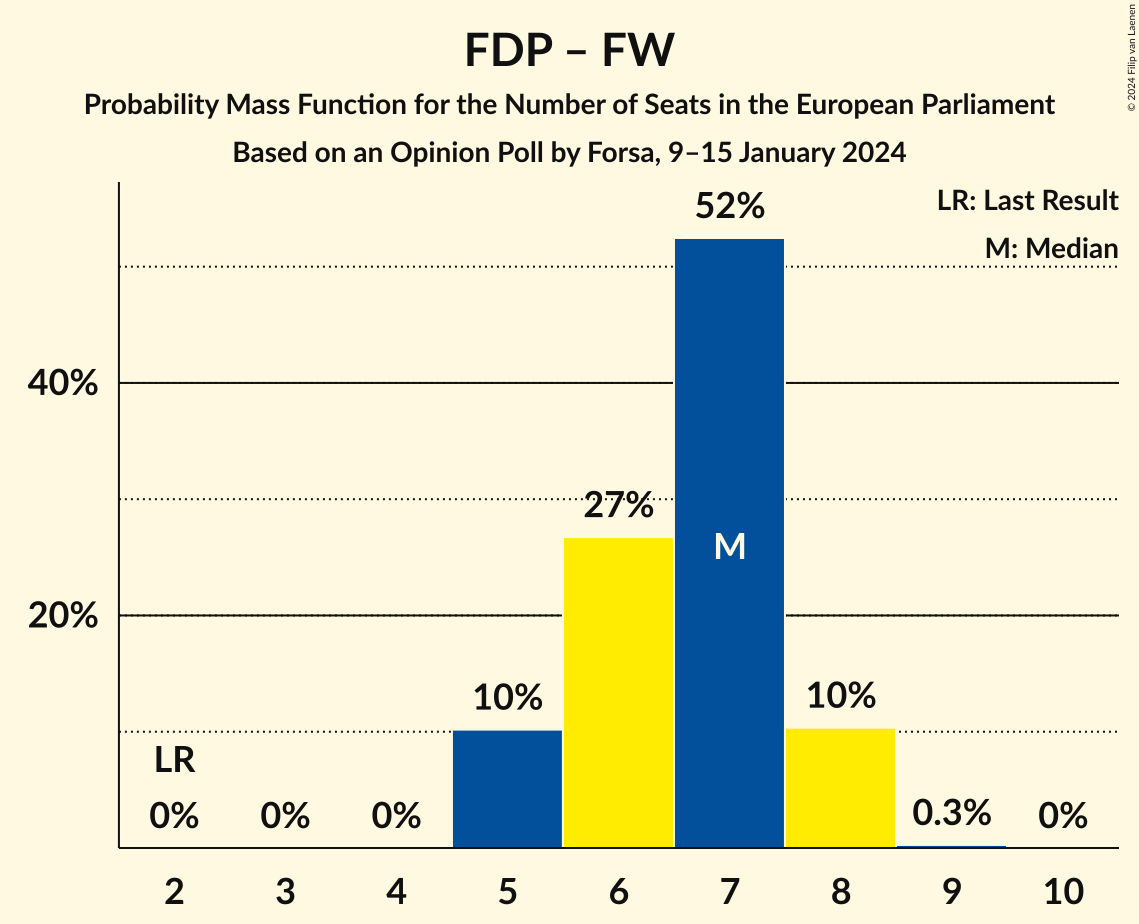 FDP – FW
Probability Mass Function for the Number of Seats in the European Parliament
Based on an Opinion Poll by Forsa, 9–15 January 2024
© 2024 Filip van Laenen
LR: Last Result
M: Median
52%
40%
27%
M
20%
10%
10%
LR
0%
0%
0%
0.3%
0%
2
3
4
5
6
7
8
9
10